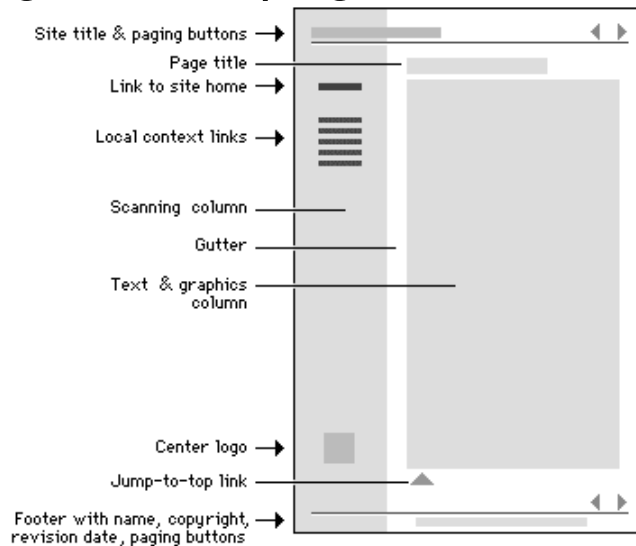 Site title & paging buttons
Page title
Link to site home
Local context links
Scanning column
Gutter
Text & graphics
column
Center logo
Jump-to-top link
Footer with name, copyright,
revision date, paging buttons